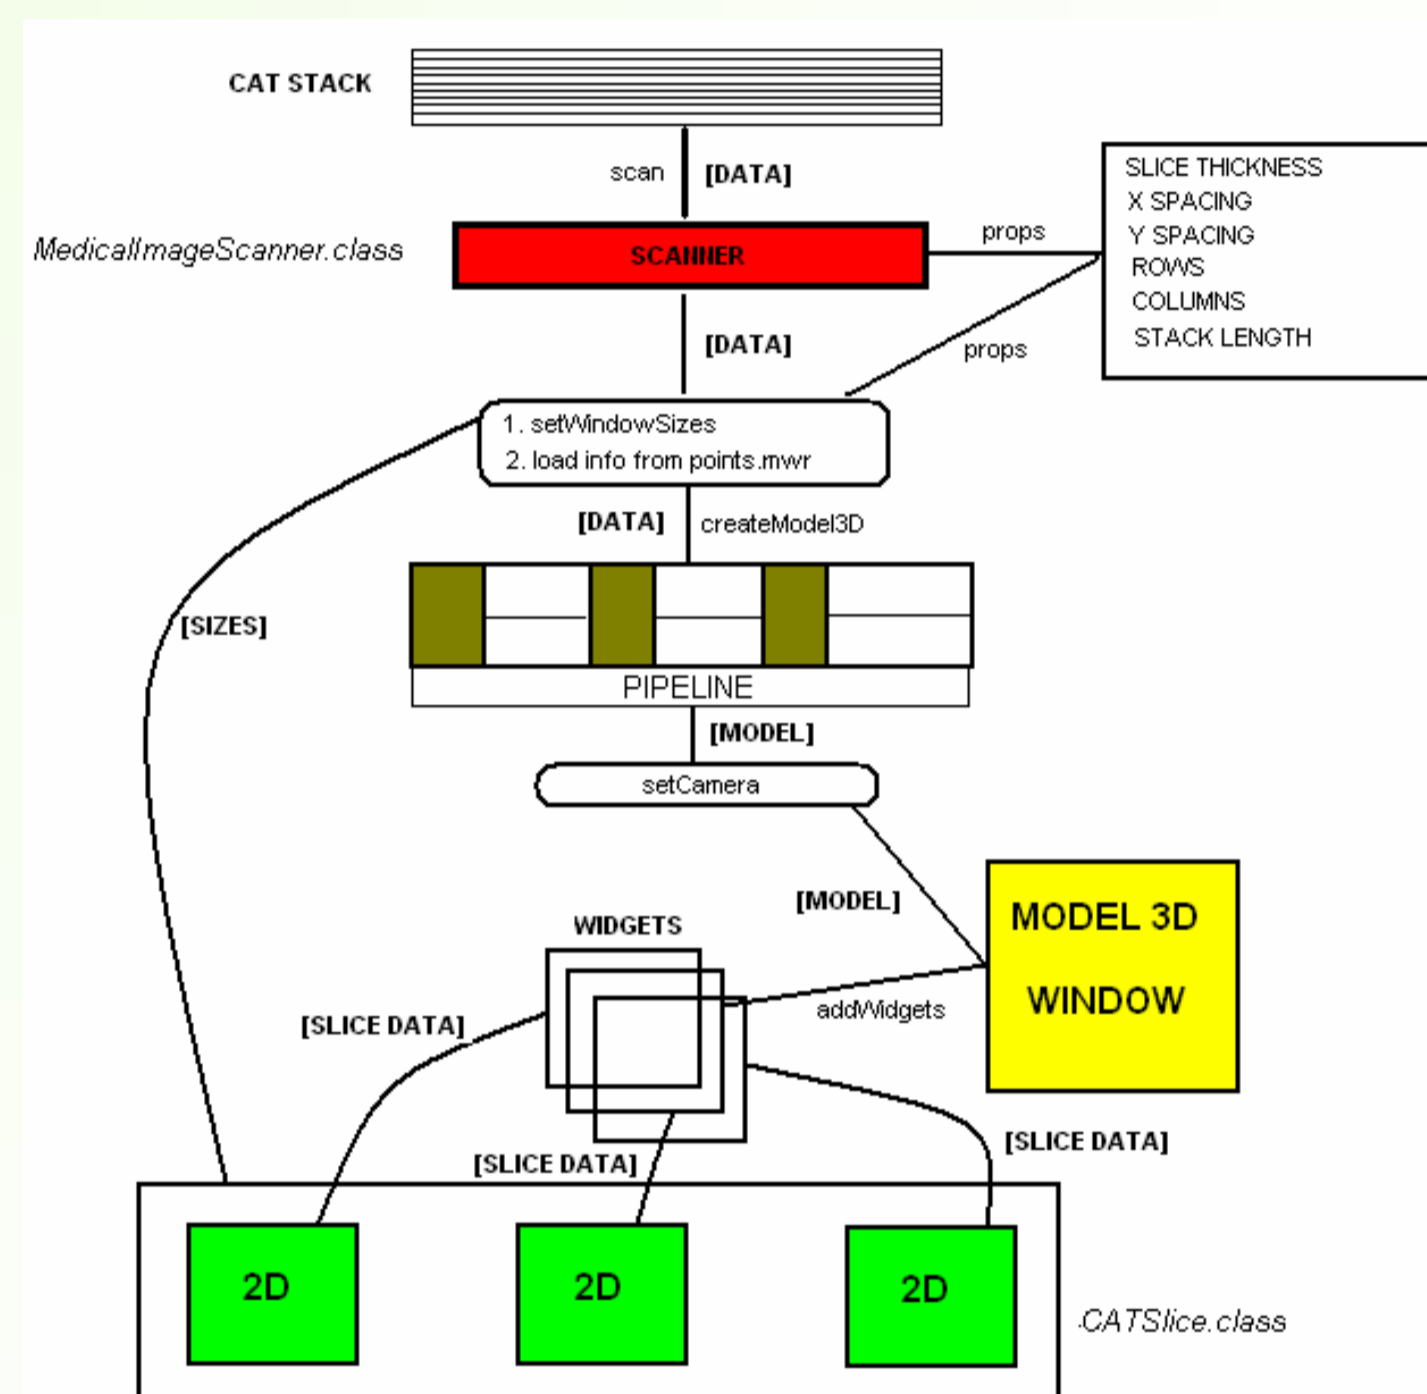 CAT STACK
scan
[DATA]
MedicalImageScanner.class
SCANNER
props
SLICE THICKNESS
X SPACING
Y SPACING
ROWS
COLUMNS
STACK LENGTH
[DATA]
props
1. setWindowSizes
2. load info from points.mwr
[DATA]
createModel3D
[SIZES]
PIPELINE
[MODEL]
setCamera
[MODEL]
MODEL 3D
WINDOW
WIDGETS
addWidgets
[SLICE DATA]
[SLICE DATA]
[SLICE DATA]
2D
2D
2D
.CATSlice.class